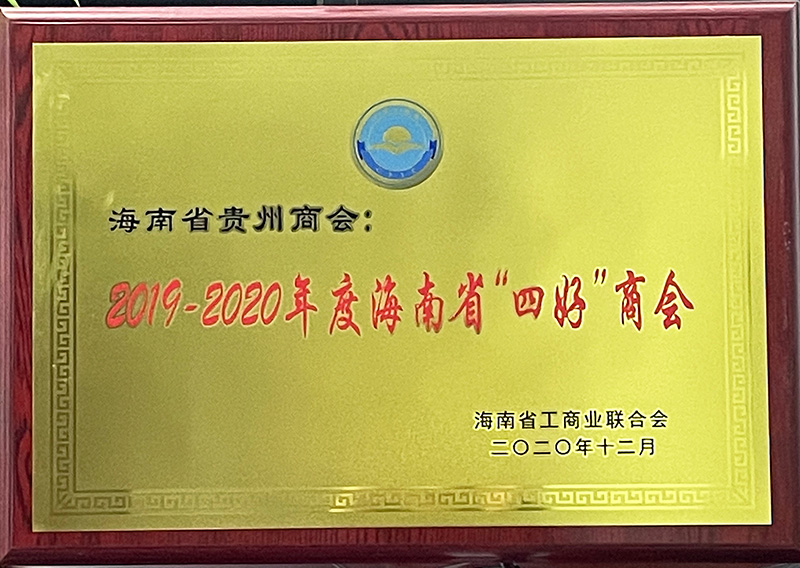 海南省贵州商会:
2019-2020年度海南省“四好”商会
海南省工商业联合会
二〇二〇年十二月